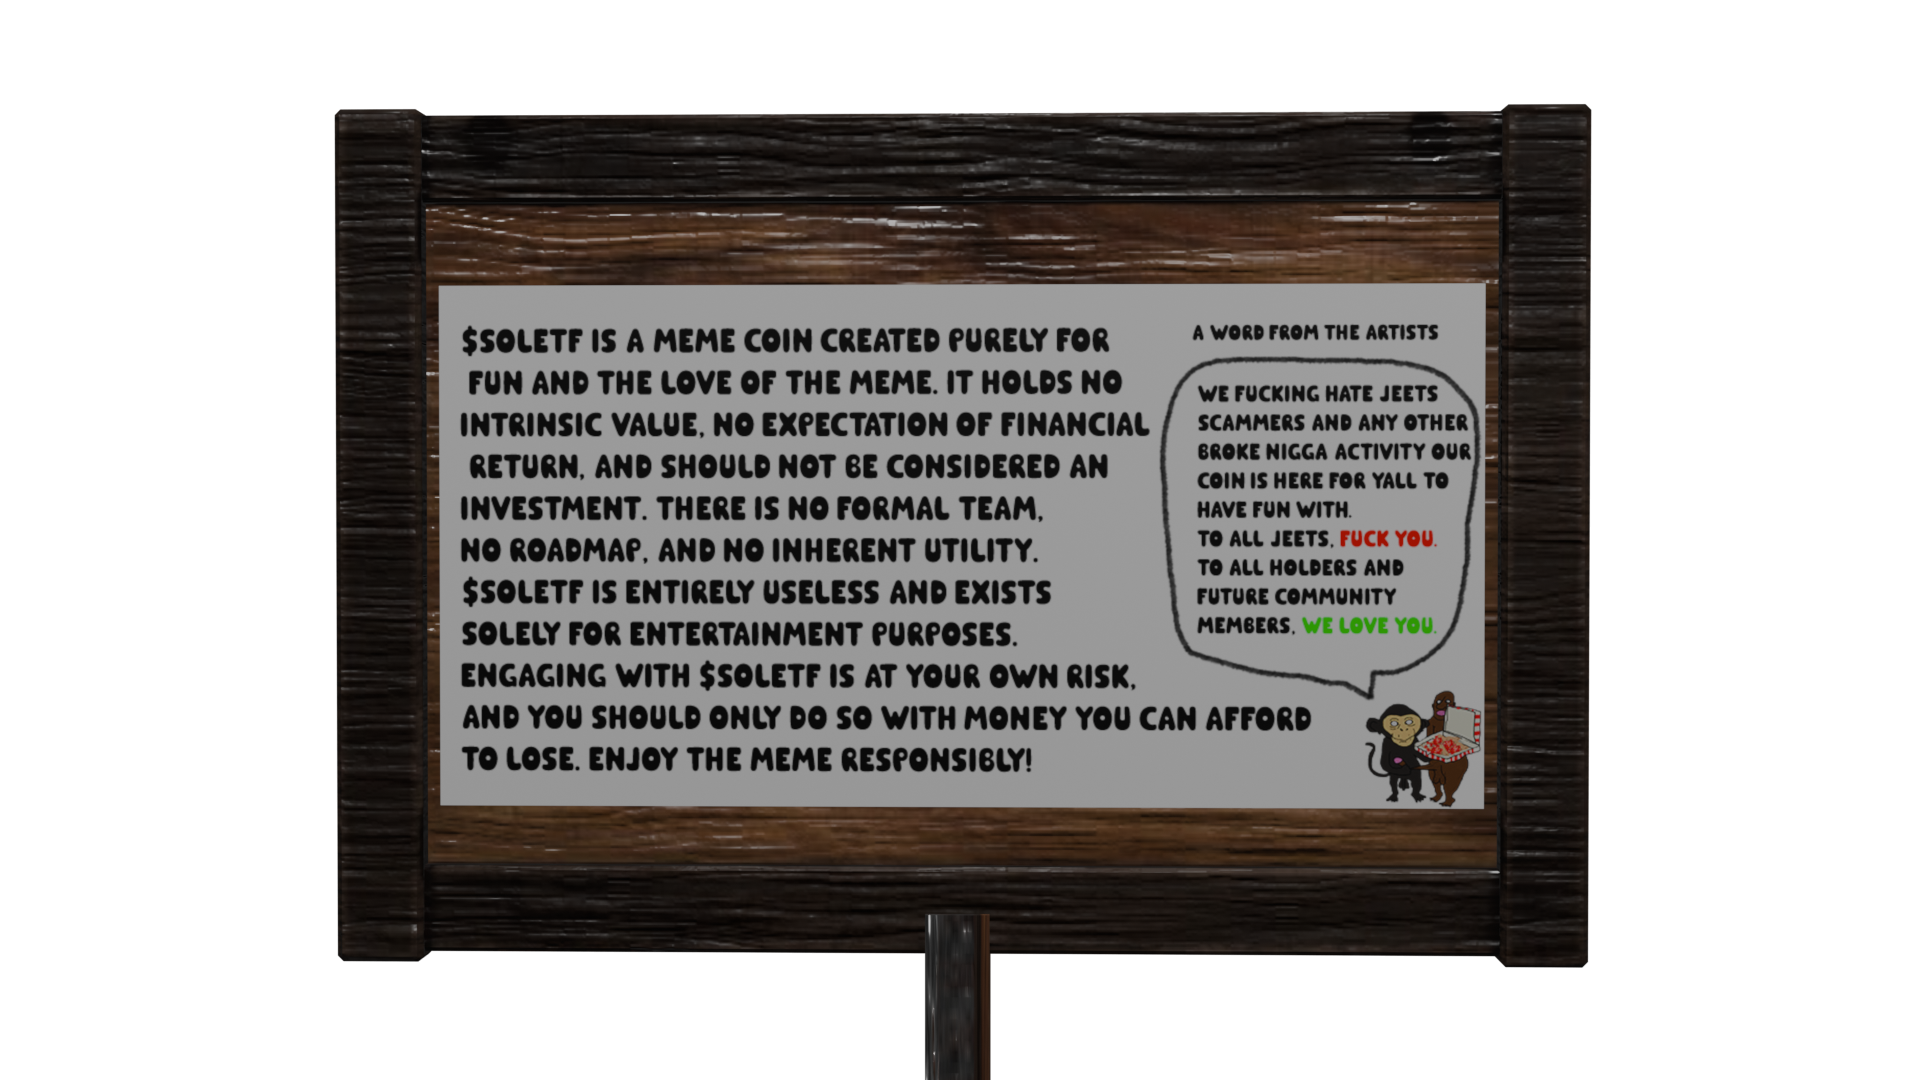 $SOLETF IS A MEME COIN CREATED PURELY FOR
FUN AND THE LOVE OF THE MEME. IT HOLDS NO
INTRINSIC VALUE, NO EXPECTATION OF FINANCIAL
RETURN, AND SHOULD NOT BE CONSIDERED AN
INVESTMENT. THERE IS NO FORMAL TEAM,
NO ROADMAP, AND NO INHERENT UTILITY.
$SOLETF IS ENTIRELY USELESS AND EXISTS
SOLELY FOR ENTERTAINMENT PURPOSES.
ENGAGING WITH $SOLETF IS AT YOUR OWN RISK,
AND YOU SHOULD ONLY DO SO WITH MONEY YOU CAN AFFORD
TO LOSE. ENJOY THE MEME RESPONSIBLY!
A WORD FROM THE ARTISTS
WE FUCKING HATE JEETS
SCAMMERS AND ANY OTHER
BROKE NIGGA ACTIVITY OUR
COIN IS HERE FOR YALL TO
HAVE FUN WITH.
TO ALL JEETS, FUCK YOU.
TO ALL HOLDERS AND
FUTURE COMMUNITY
MEMBERS, WE LOVE YOU.